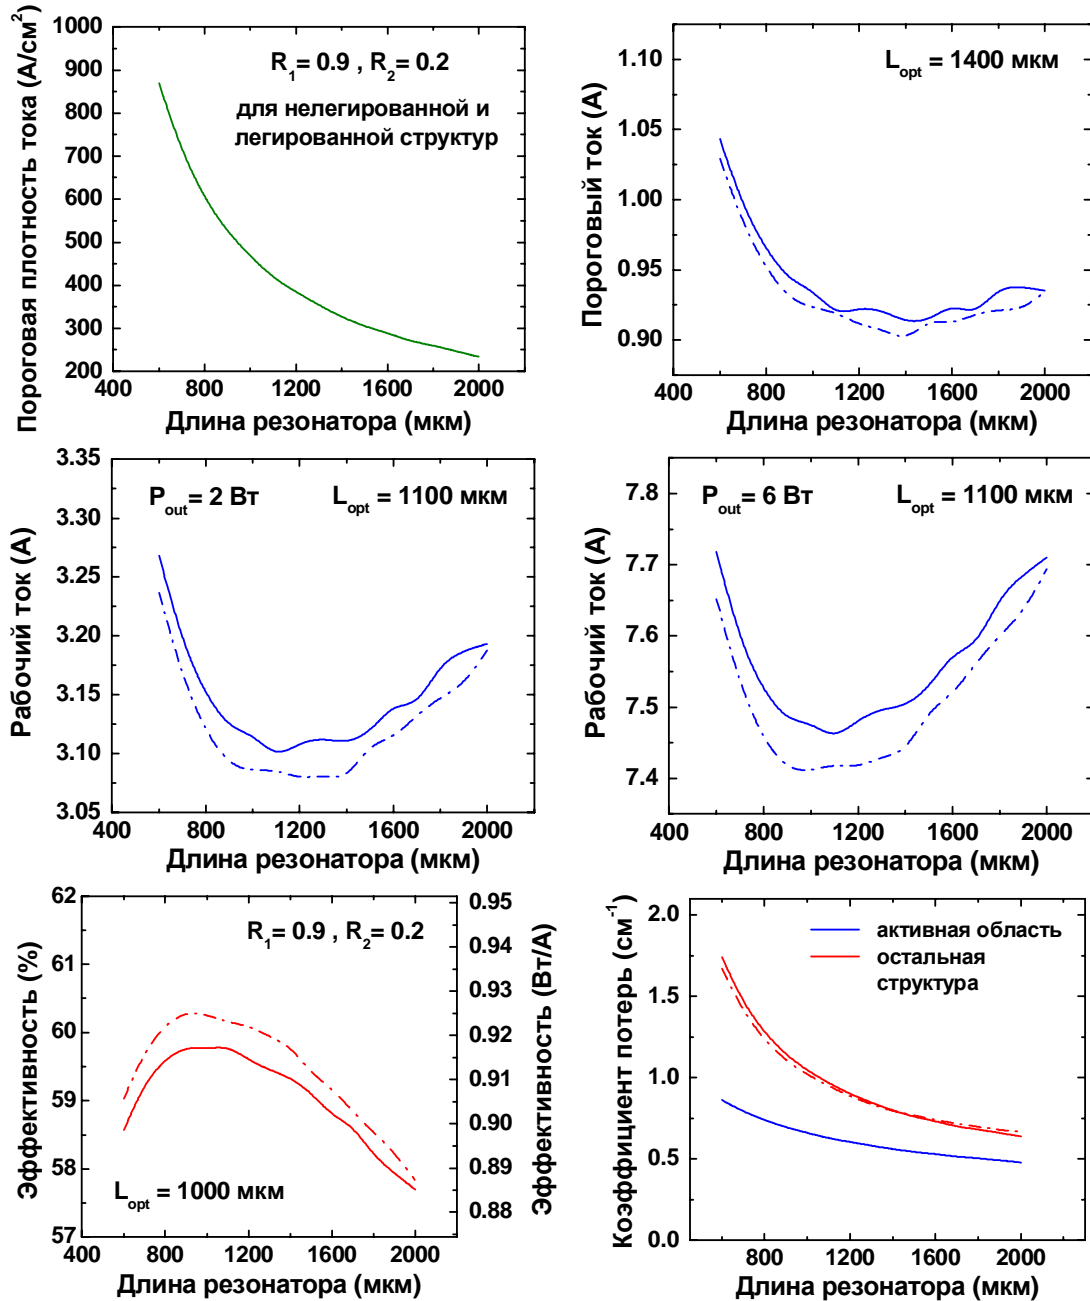 1000
900
800
700
600
500
400
300
200
400 800 1200 1600 2000
Пороговая плотность тока (А/см²)
Длина резонатора (мкм)
R₁= 0.9 , R₂= 0.2
для нелегированной и
легированной структур
1.10
1.05
1.00
0.95
0.90
400 800 1200 1600 2000
Пороговый ток (А)
Длина резонатора (мкм)
L_opt = 1400 мкм
3.35
3.30
3.25
3.20
3.15
3.10
3.05
400 800 1200 1600 2000
Рабочий ток (А)
Длина резонатора (мкм)
P_out= 2 Вт L_opt = 1100 мкм
7.8
7.7
7.6
7.5
7.4
400 800 1200 1600 2000
Рабочий ток (А)
Длина резонатора (мкм)
P_out= 6 Вт L_opt = 1100 мкм
62
61
60
59
58
57
400 800 1200 1600 2000
Эффективность (%)
Длина резонатора (мкм)
R₁= 0.9 , R₂= 0.2
L_opt = 1000 мкм
0.95
0.94
0.93
0.92
0.91
0.90
0.89
0.88
Эффективность (Вт/А)
2.0
1.5
1.0
0.5
0.0
800 1200 1600 2000
Коэффициент потерь (см⁻¹)
Длина резонатора (мкм)
активная область
остальная
структура